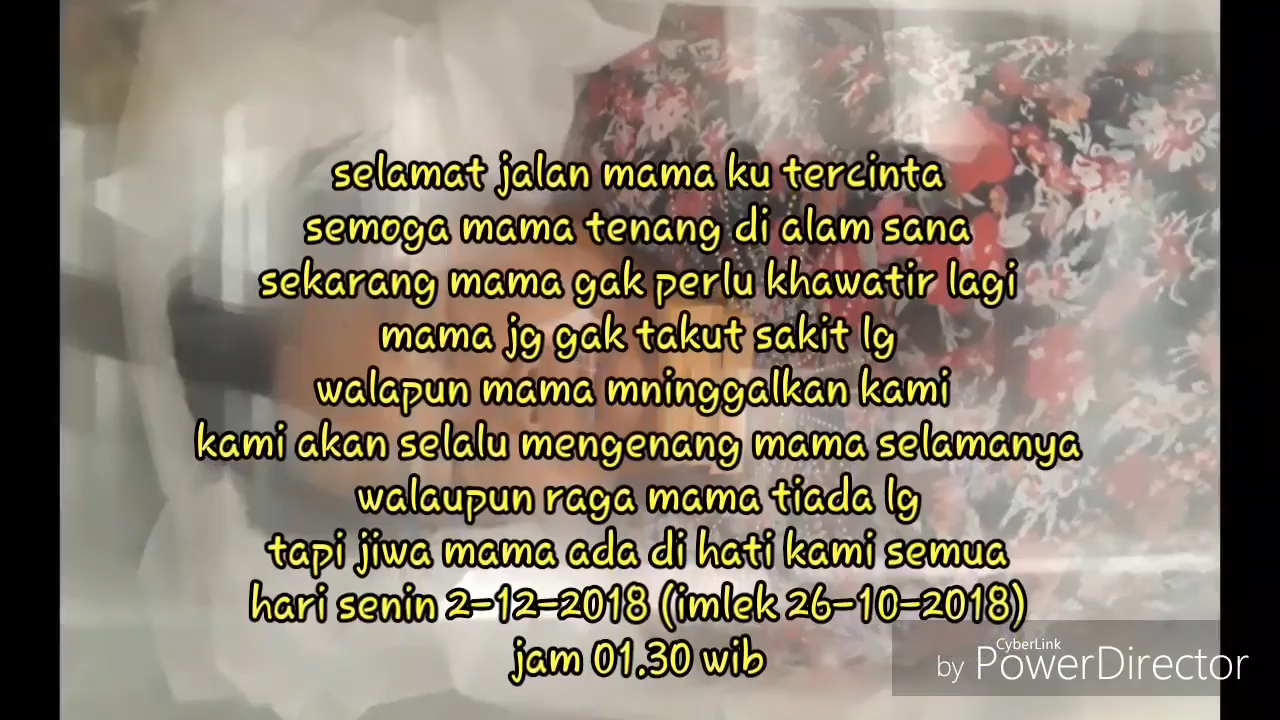 selamat jalan mama ku tercinta
semoga mama tenang di alam sana
sekarang mama gak perlu khawatir lagi
mama jg gak takut sakit lg
walapun mama mninggalkan kami
kami akan selalu mengenang mama selamanya
walaupun raga mama tiada lg
tapi jiwa mama ada di hati kami semua
hari senin 2-12-2018 (imlek 26-10-2018)
jam 01.30 wib
CyberLink
by PowerDirector